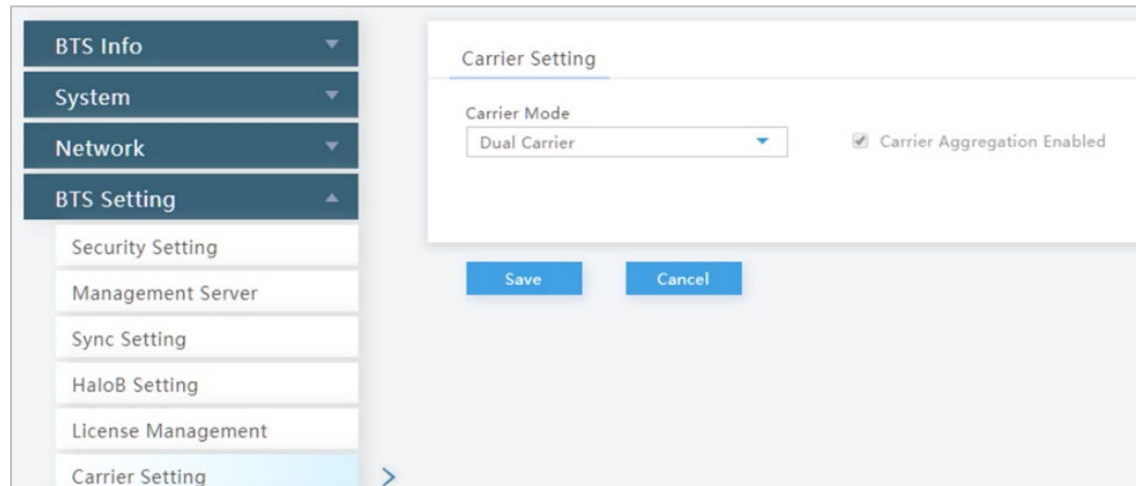 BTS Info
System
Network
BTS Setting
Security Setting
Management Server
Sync Setting
HaloB Setting
License Management
Carrier Setting
Carrier Setting
Carrier Mode
Dual Carrier
Carrier Aggregation Enabled
Save
Cancel